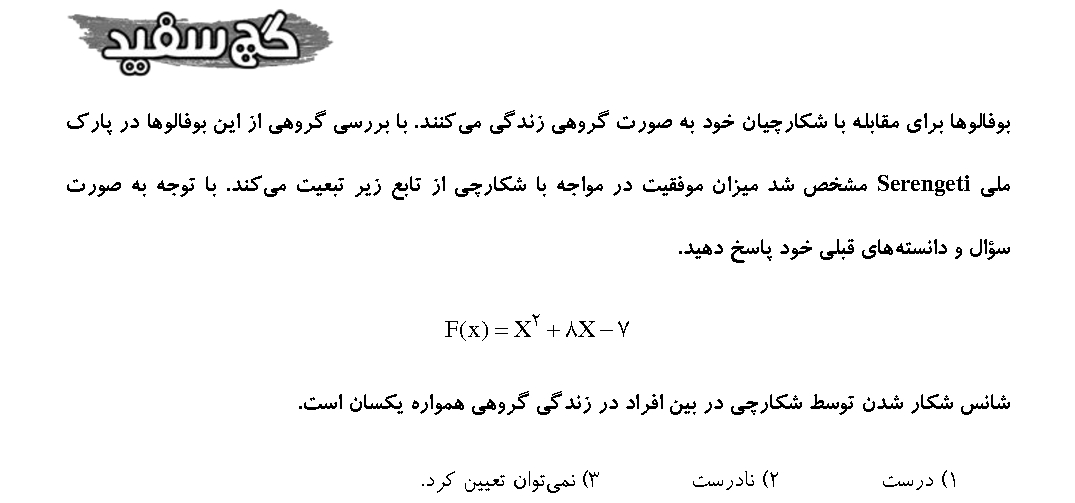 گچ سفید
بوفالوها برای مقابله با شکارچیان خود به صورت گروهی زندگی می‌کنند. با بررسی گروهی از این بوفالوها در پارک
ملی Serengeti مشخص شد میزان موفقیت در مواجه با شکارچی از تابع زیر تبعیت می‌کند. با توجه به صورت
سؤال و دانسته‌های قبلی خود پاسخ دهید.
F(x) = X^۲ + ۸X − ۷
شانس شکار شدن توسط شکارچی در بین افراد در زندگی گروهی همواره یکسان است.
۱) درست ۲) نادرست ۳) نمی‌توان تعیین کرد.